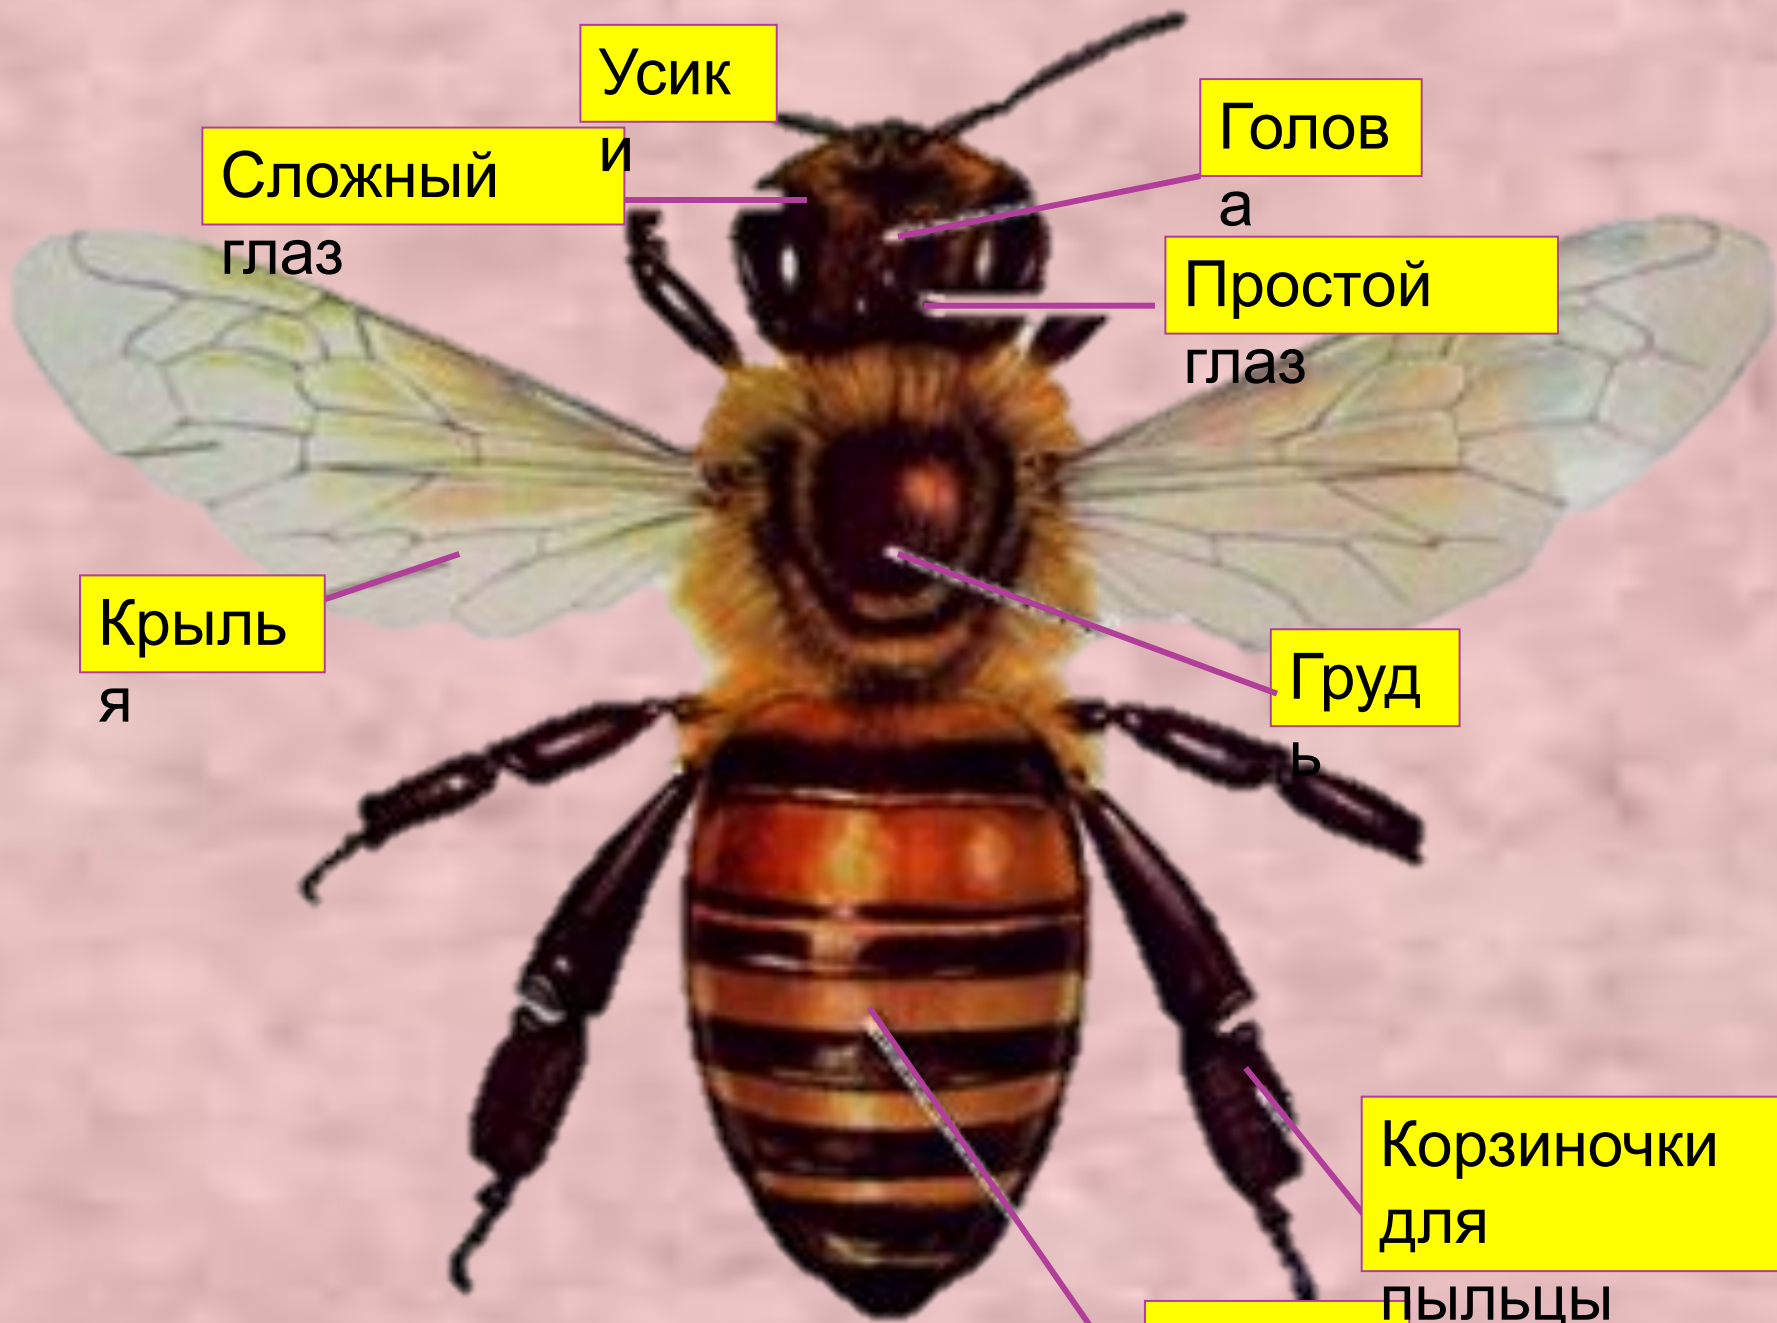 Усик
и
Сложный
глаз
Голов
а
Простой
глаз
Крыль
я
Груд
ь
Корзиночки
для
пыльцы